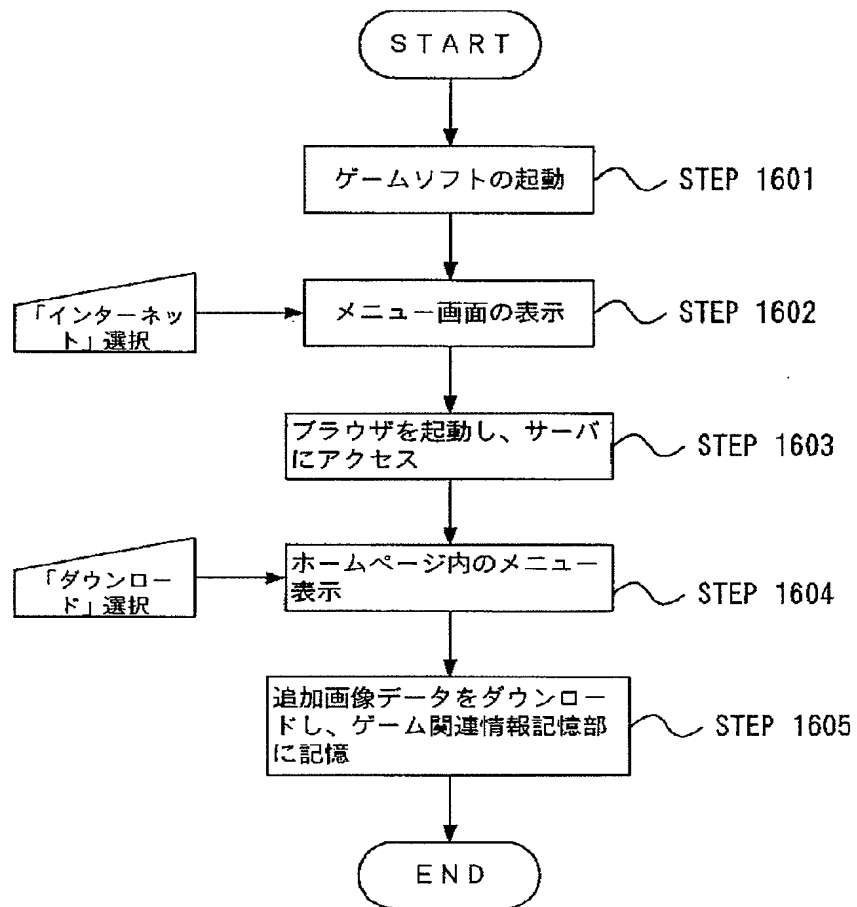 START
ゲームソフトの起動
STEP 1601
「インターネッ
ト」選択
メニュー画面の表示
STEP 1602
ブラウザを起動し、サーバ
にアクセス
STEP 1603
「ダウンロー
ド」選択
ホームページ内のメニュー
表示
STEP 1604
追加画像データをダウンロー
ドし、ゲーム関連情報記憶部
に記憶
STEP 1605
END